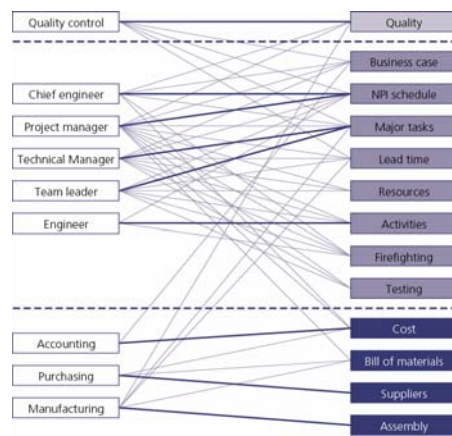 Quality control
Quality
Business case
Chief engineer
NPI schedule
Project manager
Major tasks
Technical Manager
Lead time
Team leader
Resources
Engineer
Activities
Firefighting
Testing
Cost
Accounting
Bill of materials
Purchasing
Suppliers
Manufacturing
Assembly